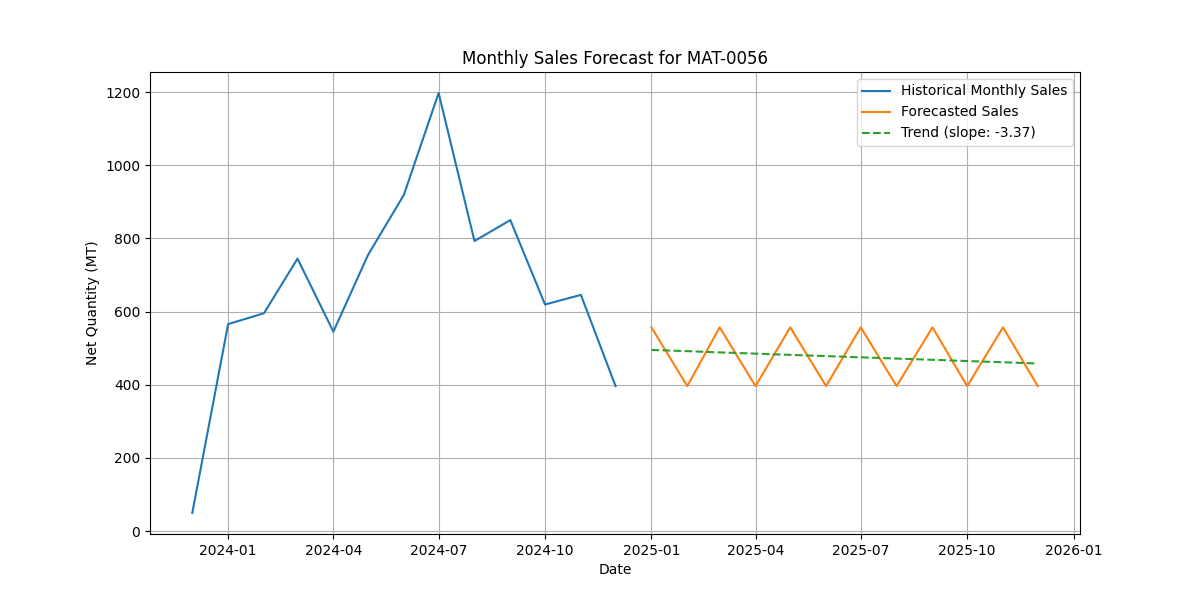 Monthly Sales Forecast for MAT-0056
Historical Monthly Sales
Forecasted Sales
Trend (slope: -3.37)
Net Quantity (MT)
1200
1000
800
600
400
200
0
2024-01 2024-04 2024-07 2024-10 2025-01 2025-04 2025-07 2025-10 2026-01
Date